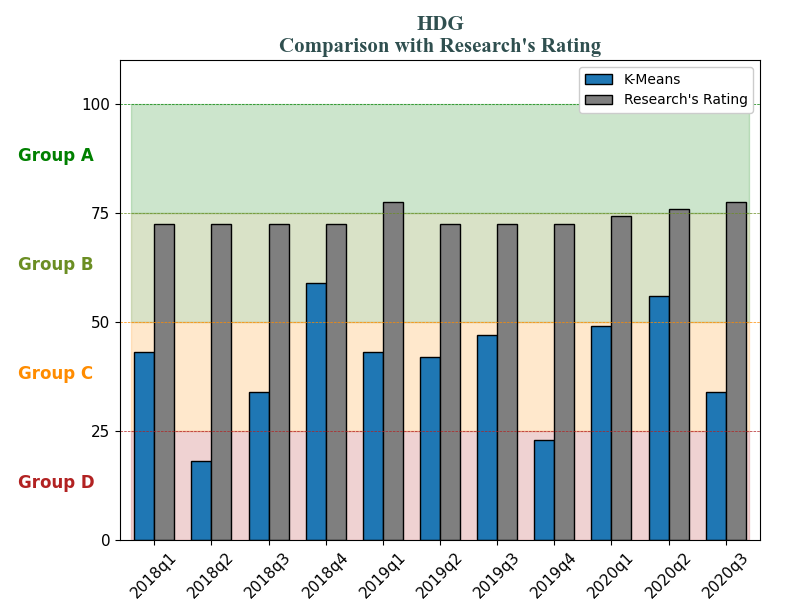 HDG
Comparison with Research's Rating
K-Means
Research's Rating
100
Group A
75
Group B
50
Group C
25
Group D
0
2018q1
2018q2
2018q3
2018q4
2019q1
2019q2
2019q3
2019q4
2020q1
2020q2
2020q3